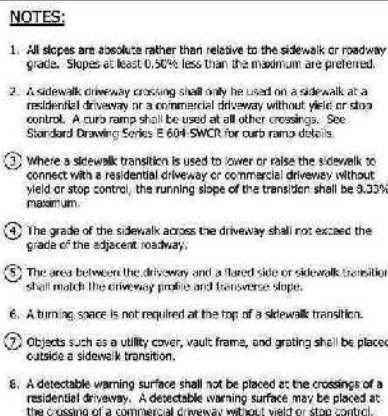 NOTES:
1. All slopes are absolute rather than relative to the sidewalk or roadway
grade. Slopes at least 0.50% less than the maximum are preferred.
2. A sidewalk driveway crossing shall only be used on a sidewalk at a
residential driveway or a commercial driveway without yield or stop
control. A curb ramp shall be used at all other crossings. See
Standard Drawing Series E 604-SWCR for curb ramp details.
3 Where a sidewalk transition is used to lower or raise the sidewalk to
connect with a residential driveway or commercial driveway without
yield or stop control, the running slope of the transition shall be 8.33%
maximum.
4 The grade of the sidewalk across the driveway shall not exceed the
grade of the adjacent roadway.
5 The area between the driveway and a flared side or sidewalk transition
shall match the driveway profile and transverse slope.
6. A turning space is not required at the top of a sidewalk transition.
7 Objects such as a utility cover, vault frame, and grating shall be placed
outside a sidewalk transition.
8. A detectable warning surface shall not be placed at the crossings of a
residential driveway. A detectable warning surface may be placed at
the crossing of a commercial driveway without yield or stop control.